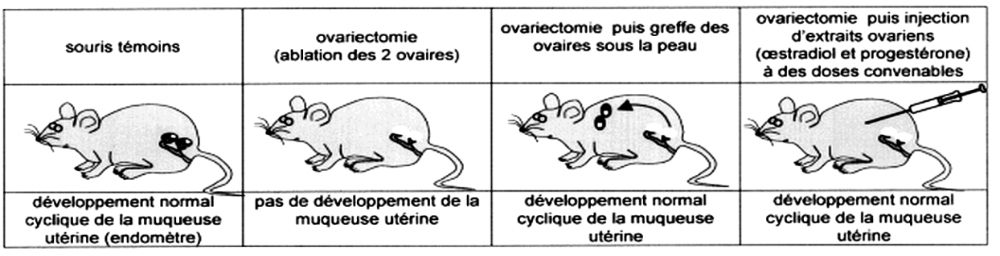 souris témoins
ovariectomie
(ablation des 2 ovaires)
ovariectomie puis greffe des
ovaires sous la peau
ovariectomie puis injection
d'extraits ovariens
(œstradiol et progestérone)
à des doses convenables
développement normal
cyclique de la muqueuse
utérine (endomètre)
pas de développement de la
muqueuse utérine
développement normal
cyclique de la muqueuse
utérine
développement normal
cyclique de la muqueuse
utérine